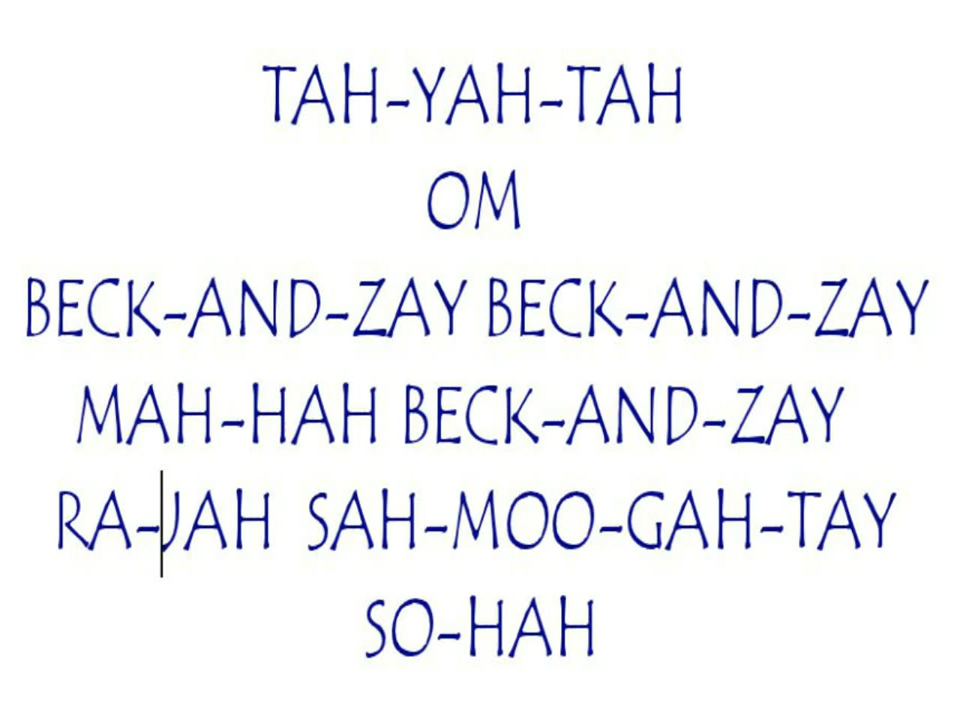 TAH-YAH-TAH
OM
BECK-AND-ZAY BECK-AND-ZAY
MAH-HAH BECK-AND-ZAY
RA-JAH SAH-MOO-GAH-TAY
SO-HAH